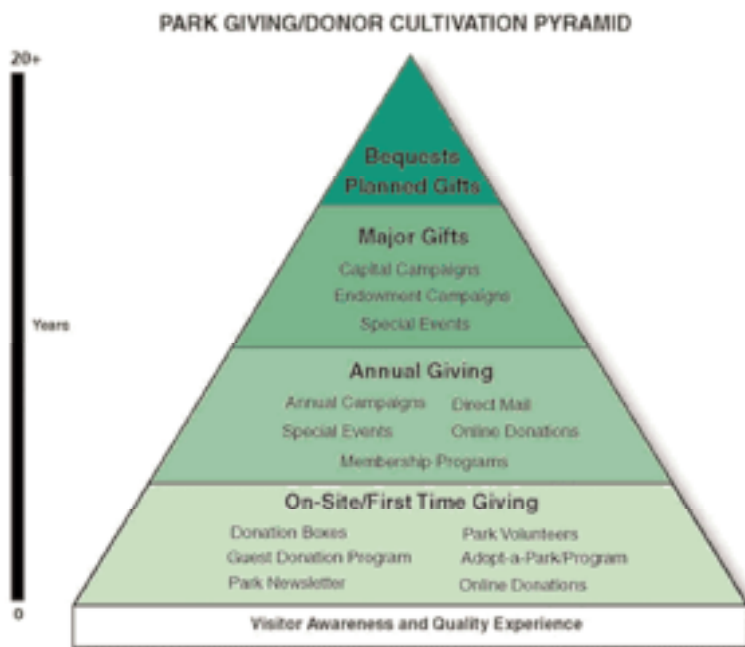 PARK GIVING/DONOR CULTIVATION PYRAMID
20+
Bequests
Planned Gifts
Major Gifts
Capital Campaigns
Endowment Campaigns
Special Events
Years
Annual Giving
Annual Campaigns Direct Mail
Special Events Online Donations
Membership Programs
On-Site/First Time Giving
Donation Boxes Park Volunteers
Guest Donation Program Adopt-a-Park/Program
Park Newsletter Online Donations
0
Visitor Awareness and Quality Experience